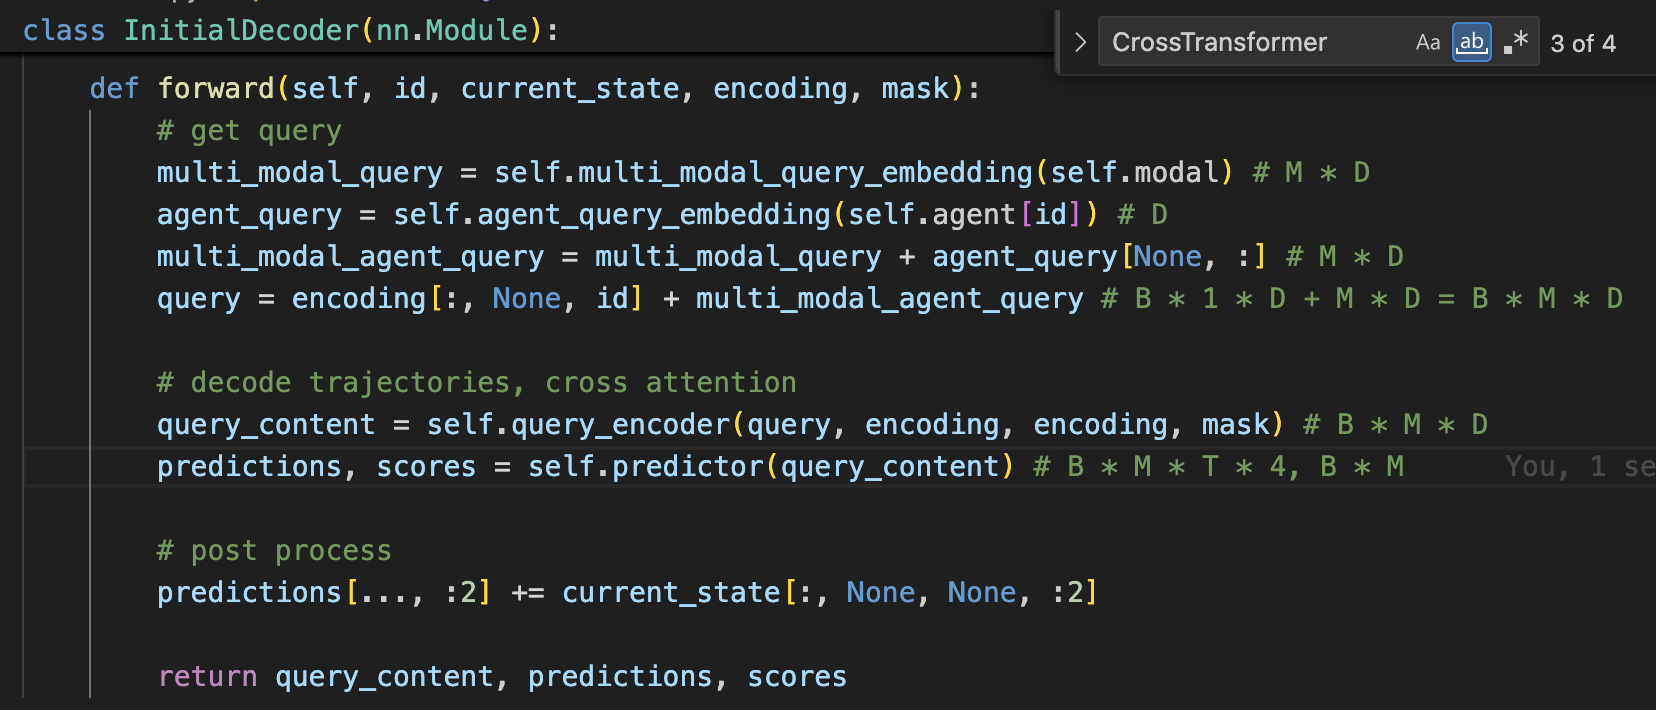 class InitialDecoder(nn.Module):
CrossTransformer Aa ab .* 3 of 4
def forward(self, id, current_state, encoding, mask):
# get query
multi_modal_query = self.multi_modal_query_embedding(self.modal) # M * D
agent_query = self.agent_query_embedding(self.agent[id]) # D
multi_modal_agent_query = multi_modal_query + agent_query[None, :] # M * D
query = encoding[:, None, id] + multi_modal_agent_query # B * 1 * D + M * D = B * M * D
# decode trajectories, cross attention
query_content = self.query_encoder(query, encoding, encoding, mask) # B * M * D
predictions, scores = self.predictor(query_content) # B * M * T * 4, B * M You, 1 se
# post process
predictions[..., :2] += current_state[:, None, None, :2]
return query_content, predictions, scores